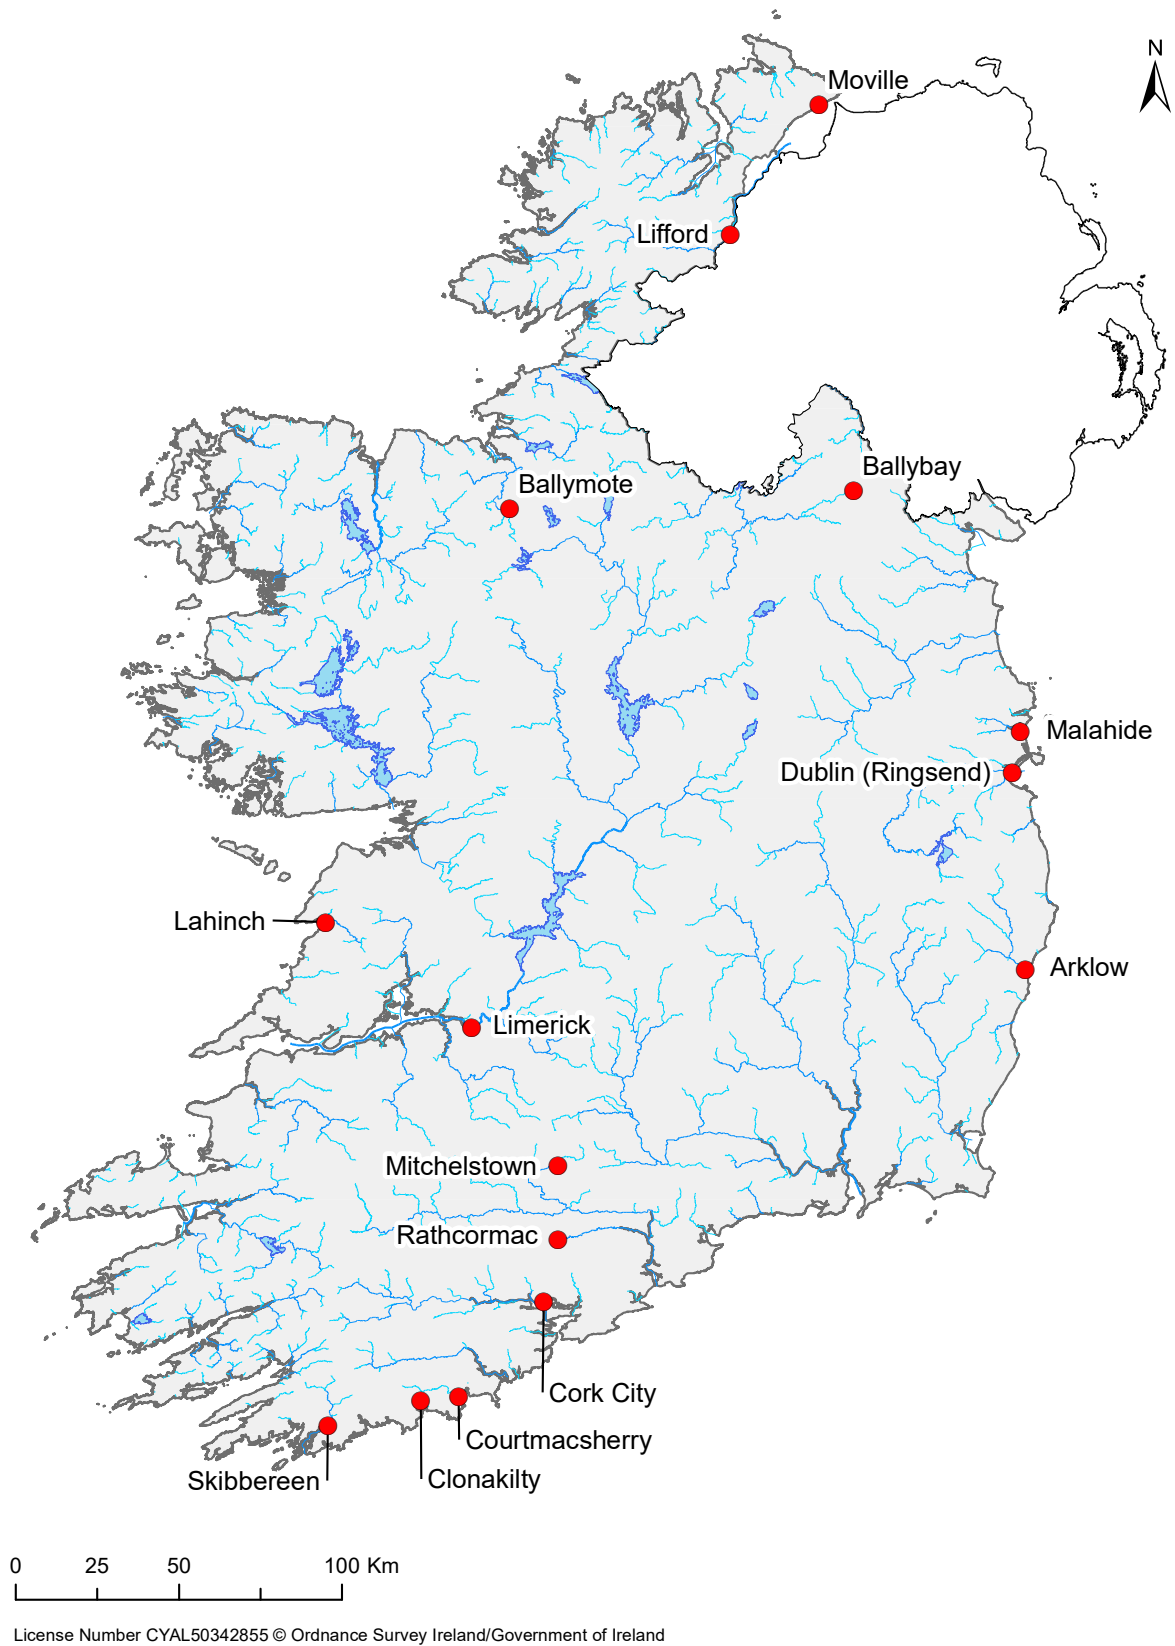 N
Moville
Lifford
Ballybay
Ballymote
Malahide
Dublin (Ringsend)
Lahinch
Arklow
Limerick
Mitchelstown
Rathcormac
Cork City
Courtmacsherry
Clonakilty
Skibbereen
0 25 50 100 Km
License Number CYAL50342855 © Ordnance Survey Ireland/Government of Ireland